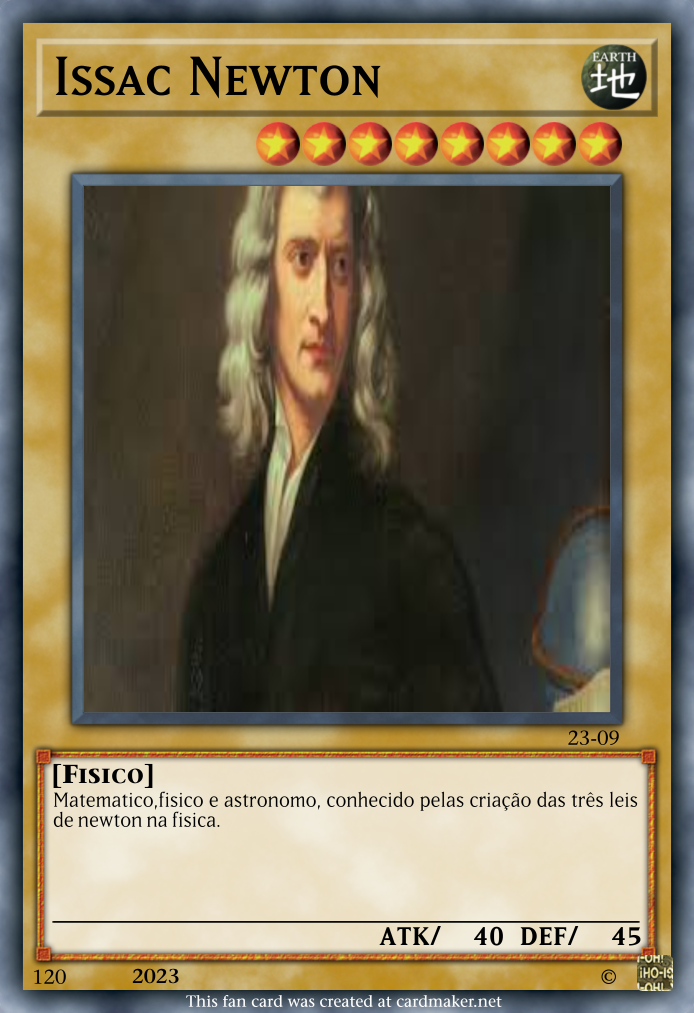 Issac Newton
EARTH
地
23-09
[Fisico]
Matematico,fisico e astronomo, conhecido pelas criação das três leis
de newton na fisica.
ATK/ 40 DEF/ 45
120 2023 ©
This fan card was created at cardmaker.net